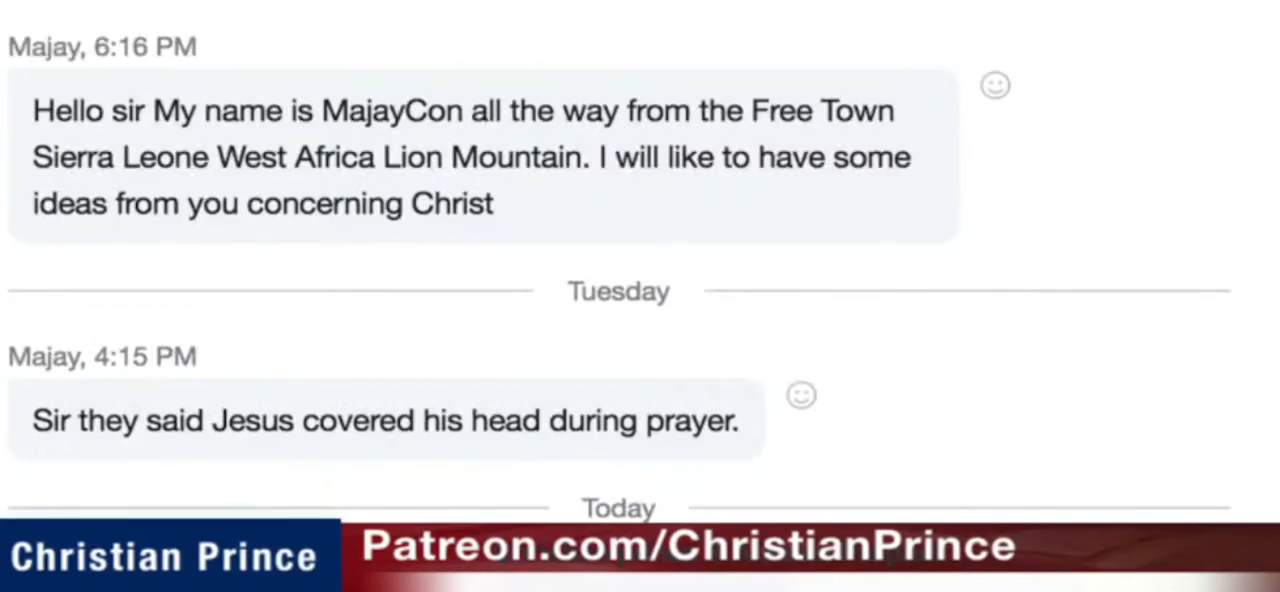 Majay, 6:16 PM
Hello sir My name is MajayCon all the way from the Free Town
Sierra Leone West Africa Lion Mountain. I will like to have some
ideas from you concerning Christ
Tuesday
Majay, 4:15 PM
Sir they said Jesus covered his head during prayer.
Today
Christian Prince
Patreon.com/ChristianPrince